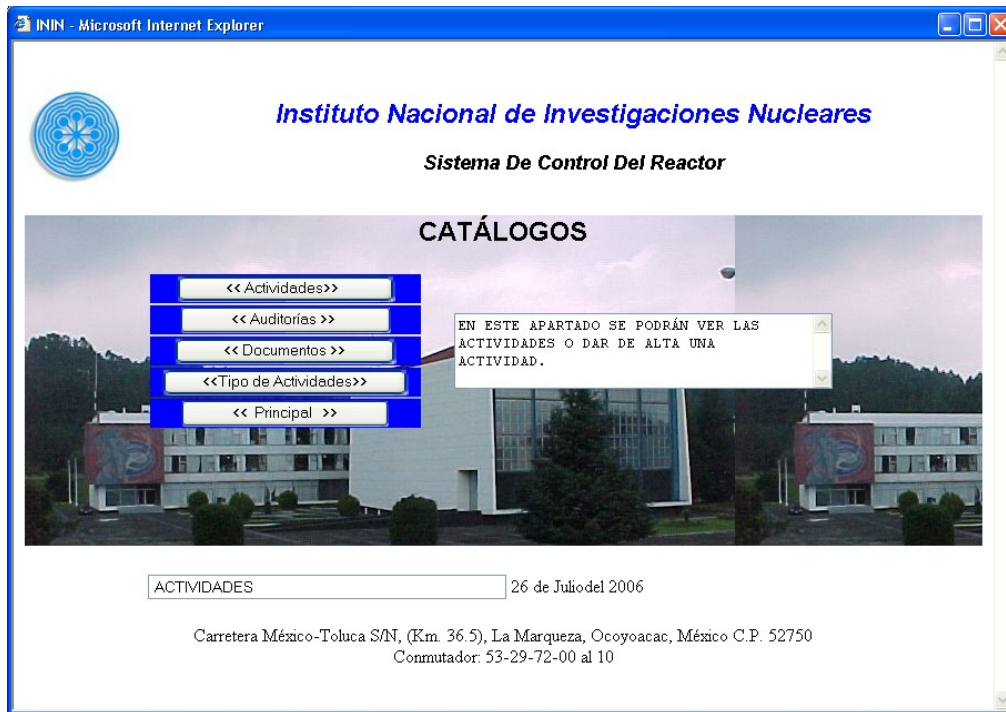 ININ - Microsoft Internet Explorer
Instituto Nacional de Investigaciones Nucleares
Sistema De Control Del Reactor
CATÁLOGOS
<< Actividades>>
<< Auditorías >>
<< Documentos >>
<<Tipo de Actividades>>
<< Principal >>
EN ESTE APARTADO SE PODRÁN VER LAS
ACTIVIDADES O DAR DE ALTA UNA
ACTIVIDAD.
ACTIVIDADES 26 de Juliodel 2006
Carretera México-Toluca S/N, (Km. 36.5), La Marqueza, Ocoyoacac, México C.P. 52750
Conmutador: 53-29-72-00 al 10